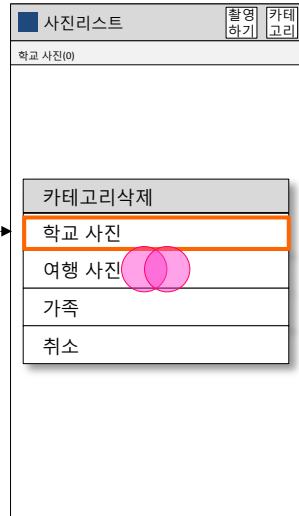 사진리스트
촬영
하기
카테
고리
학교 사진(0)
카테고리삭제
학교 사진
여행 사진
가족
취소